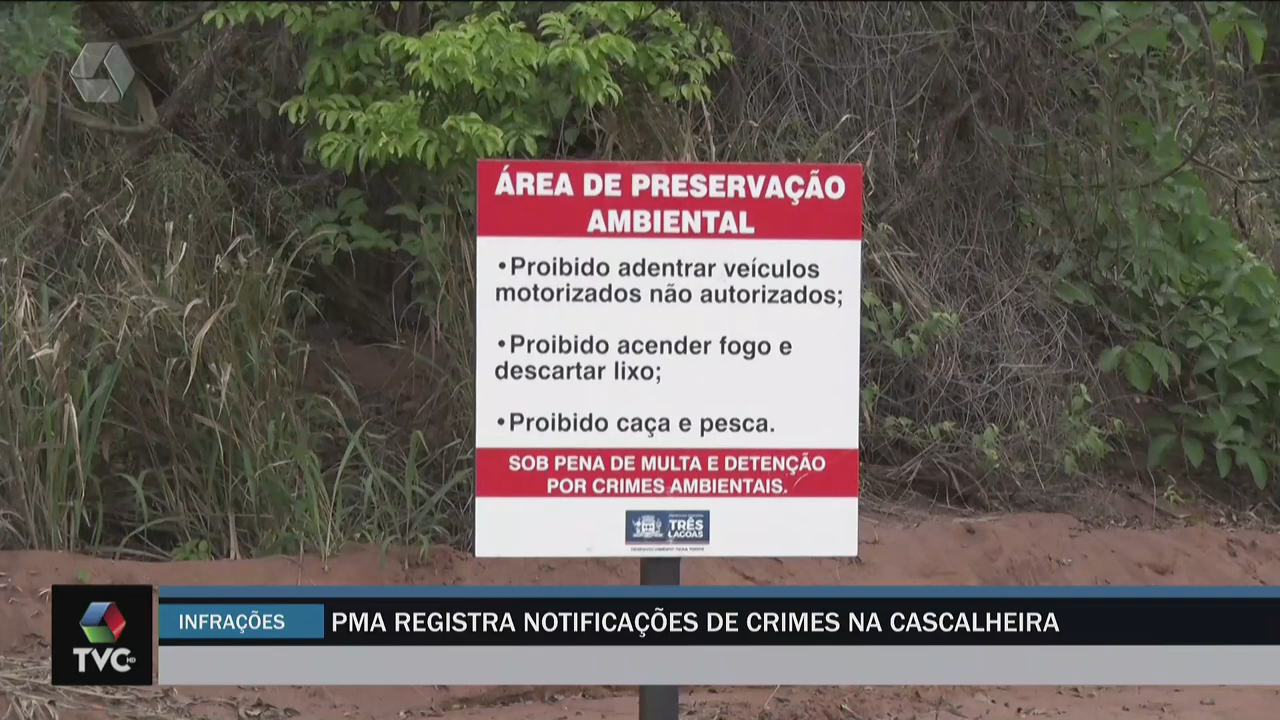 ÁREA DE PRESERVAÇÃO
AMBIENTAL
•Proibido adentrar veículos
motorizados não autorizados;
•Proibido acender fogo e
descartar lixo;
•Proibido caça e pesca.
SOB PENA DE MULTA E DETENÇÃO
POR CRIMES AMBIENTAIS.
TRÊS
LAGOAS
INFRAÇÕES
PMA REGISTRA NOTIFICAÇÕES DE CRIMES NA CASCALHEIRA
TVC HD